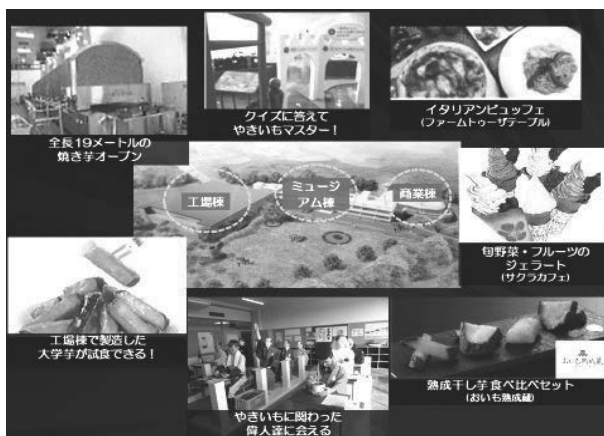 全長19メートルの
焼き芋オーブン
クイズに答えて
やきいもマスター！
イタリアンビュッフェ
(ファームトゥーザテーブル)
工場棟
ミュージ
アム棟
商業棟
旬野菜・フルーツの
ジェラート
(サクラカフェ)
工場棟で製造した
大学芋が試食できる！
やきいもに関わった
偉人達に会える
熟成干し芋食べ比べセット
(おいも熟成蔵)